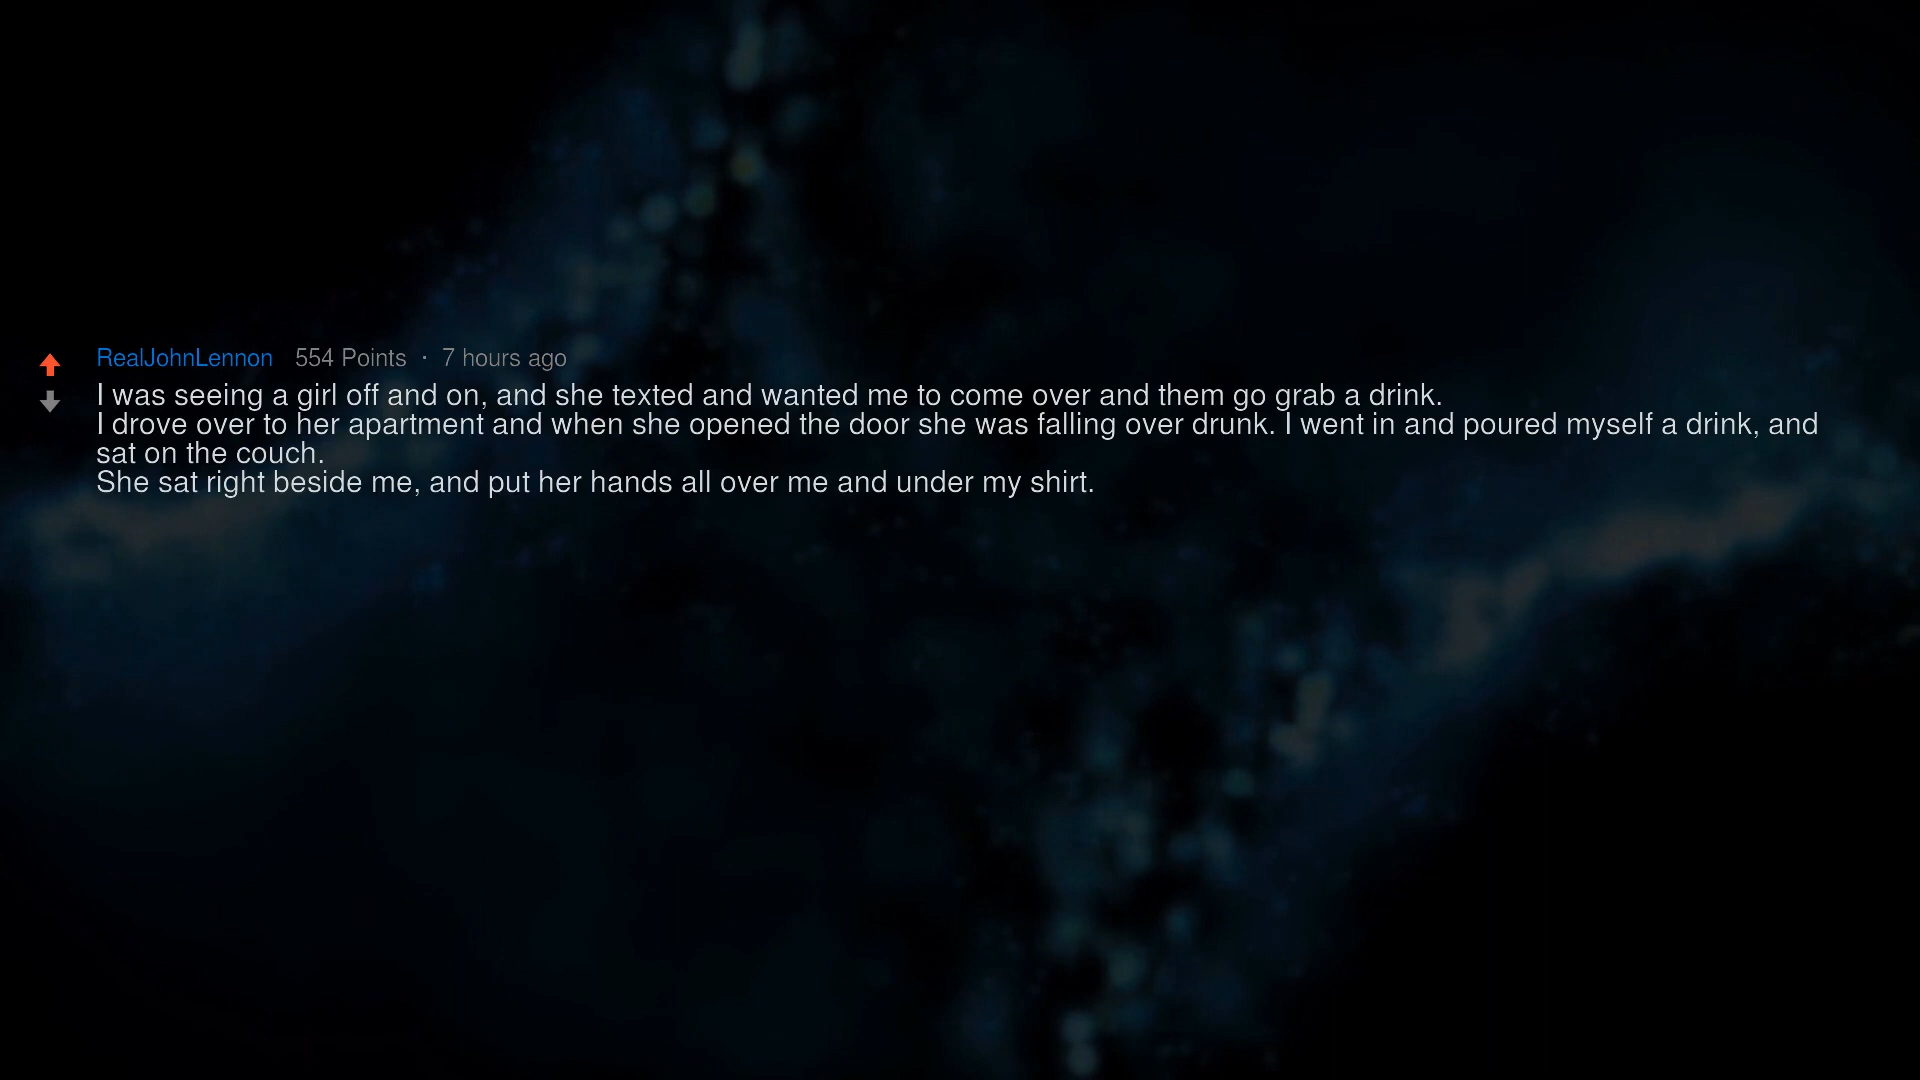 RealJohnLennon 554 Points · 7 hours ago
I was seeing a girl off and on, and she texted and wanted me to come over and them go grab a drink.
I drove over to her apartment and when she opened the door she was falling over drunk. I went in and poured myself a drink, and
sat on the couch.
She sat right beside me, and put her hands all over me and under my shirt.